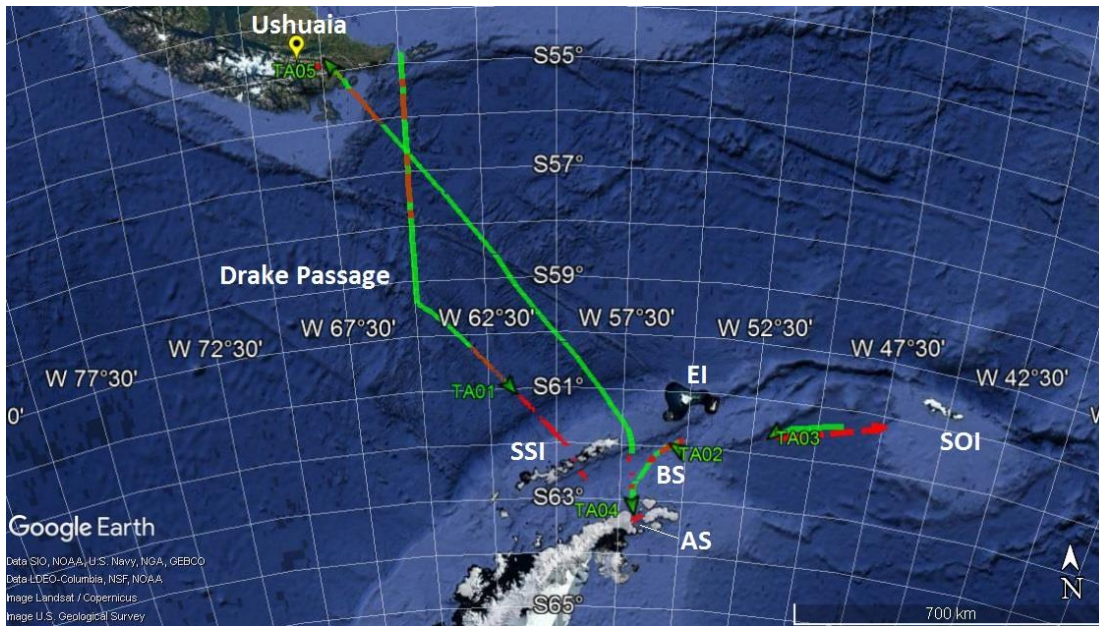 Ushuaia
TA05
S55°
S57°
Drake Passage
S59°
W 67°30'
W 62°30'
W 57°30'
W 52°30'
W 47°30'
W 42°30'
W 72°30'
W 77°30'
0'
TA01
S61°
EI
TA03
SOI
SSI
TA02
BS
S63°
TA04
AS
Google Earth
Data SIO, NOAA, U.S. Navy, NGA, GEBCO
Data LDEO-Columbia, NSF, NOAA
Image Landsat / Copernicus
Image U.S. Geological Survey
S65°
700 km
N